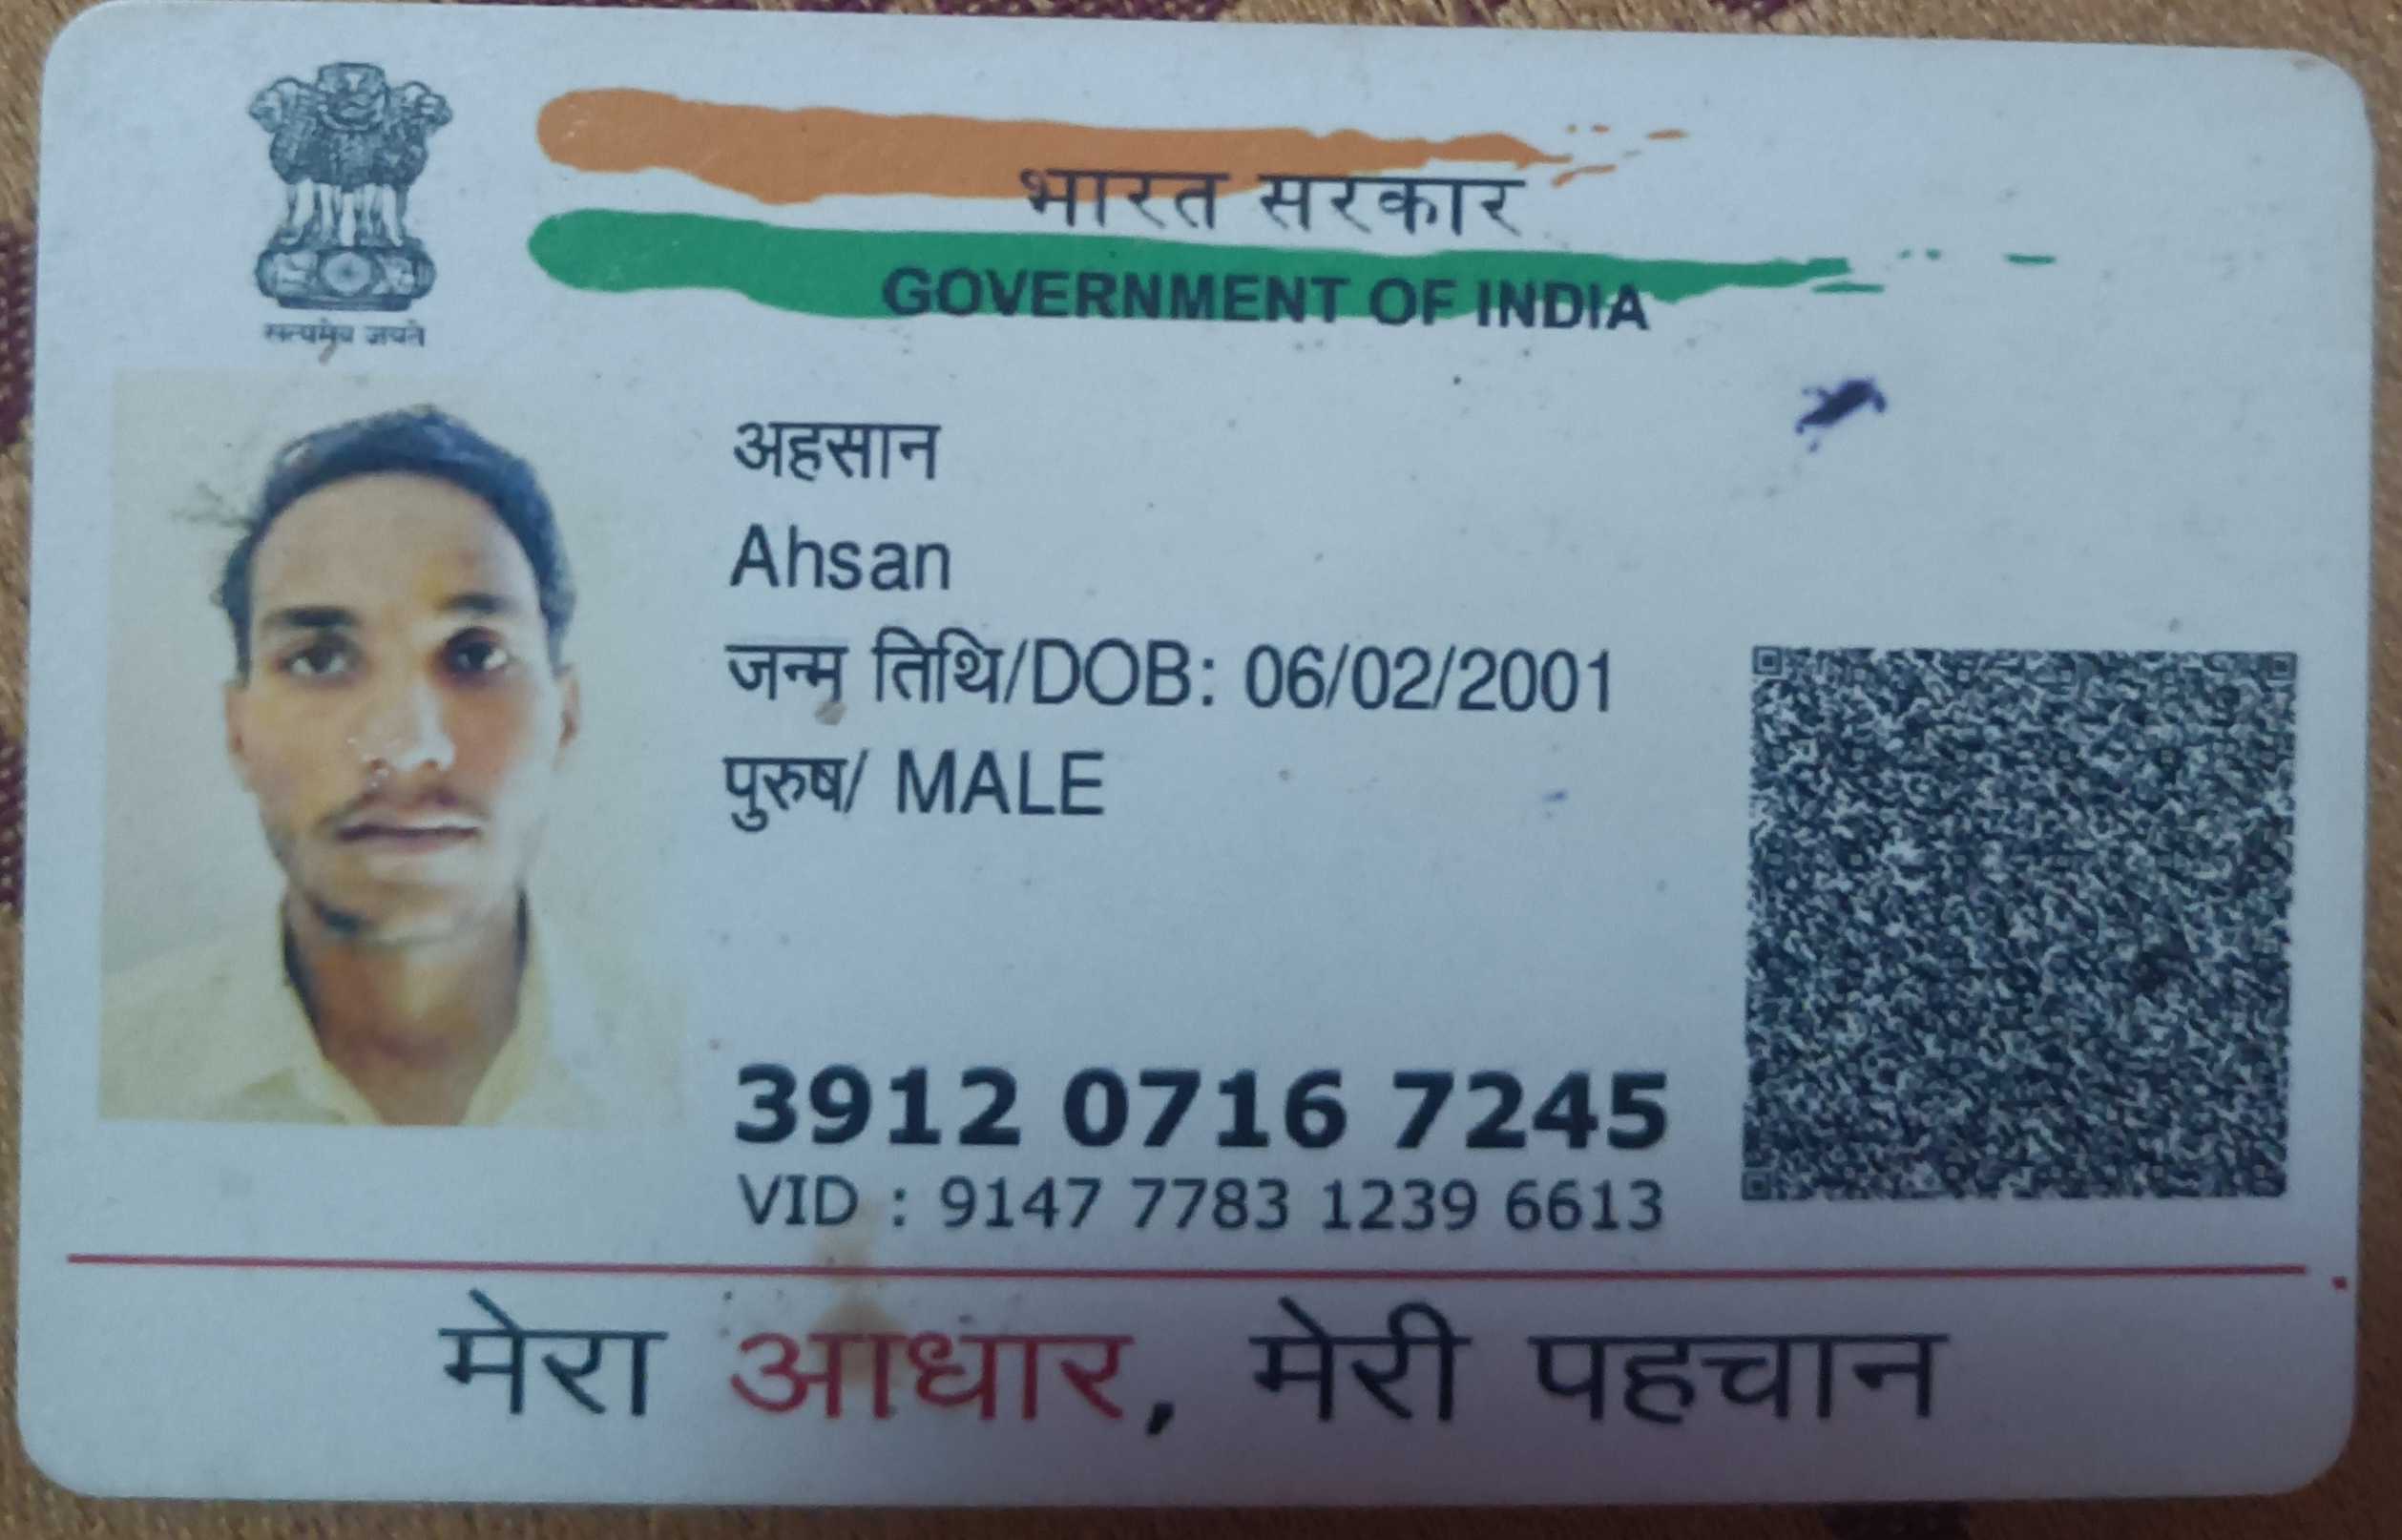 सत्यमेव जयते
भारत सरकार
GOVERNMENT OF INDIA
अहसान
Ahsan
जन्म तिथि/DOB: 06/02/2001
पुरुष/ MALE
3912 0716 7245
VID : 9147 7783 1239 6613
मेरा आधार, मेरी पहचान